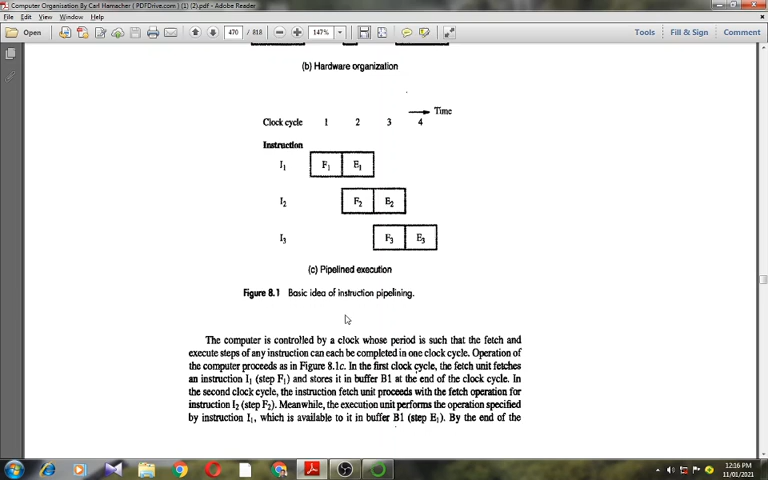 Computer Organisation By Carl Hamacher ( PDFDrive.com ) (1) (2).pdf - Adobe Reader
File Edit View Window Help
Open 470 / 818 147% Tools Fill & Sign Comment
(b) Hardware organization
Time
Clock cycle 1 2 3 4
Instruction
I1 F1 E1
I2 F2 E2
I3 F3 E3
(c) Pipelined execution
Figure 8.1 Basic idea of instruction pipelining.
The computer is controlled by a clock whose period is such that the fetch and
execute steps of any instruction can each be completed in one clock cycle. Operation of
the computer proceeds as in Figure 8.1c. In the first clock cycle, the fetch unit fetches
an instruction I1 (step F1) and stores it in buffer B1 at the end of the clock cycle. In
the second clock cycle, the instruction fetch unit proceeds with the fetch operation for
instruction I2 (step F2). Meanwhile, the execution unit performs the operation specified
by instruction I1, which is available to it in buffer B1 (step E1). By the end of the
12:16 PM
11/01/2021